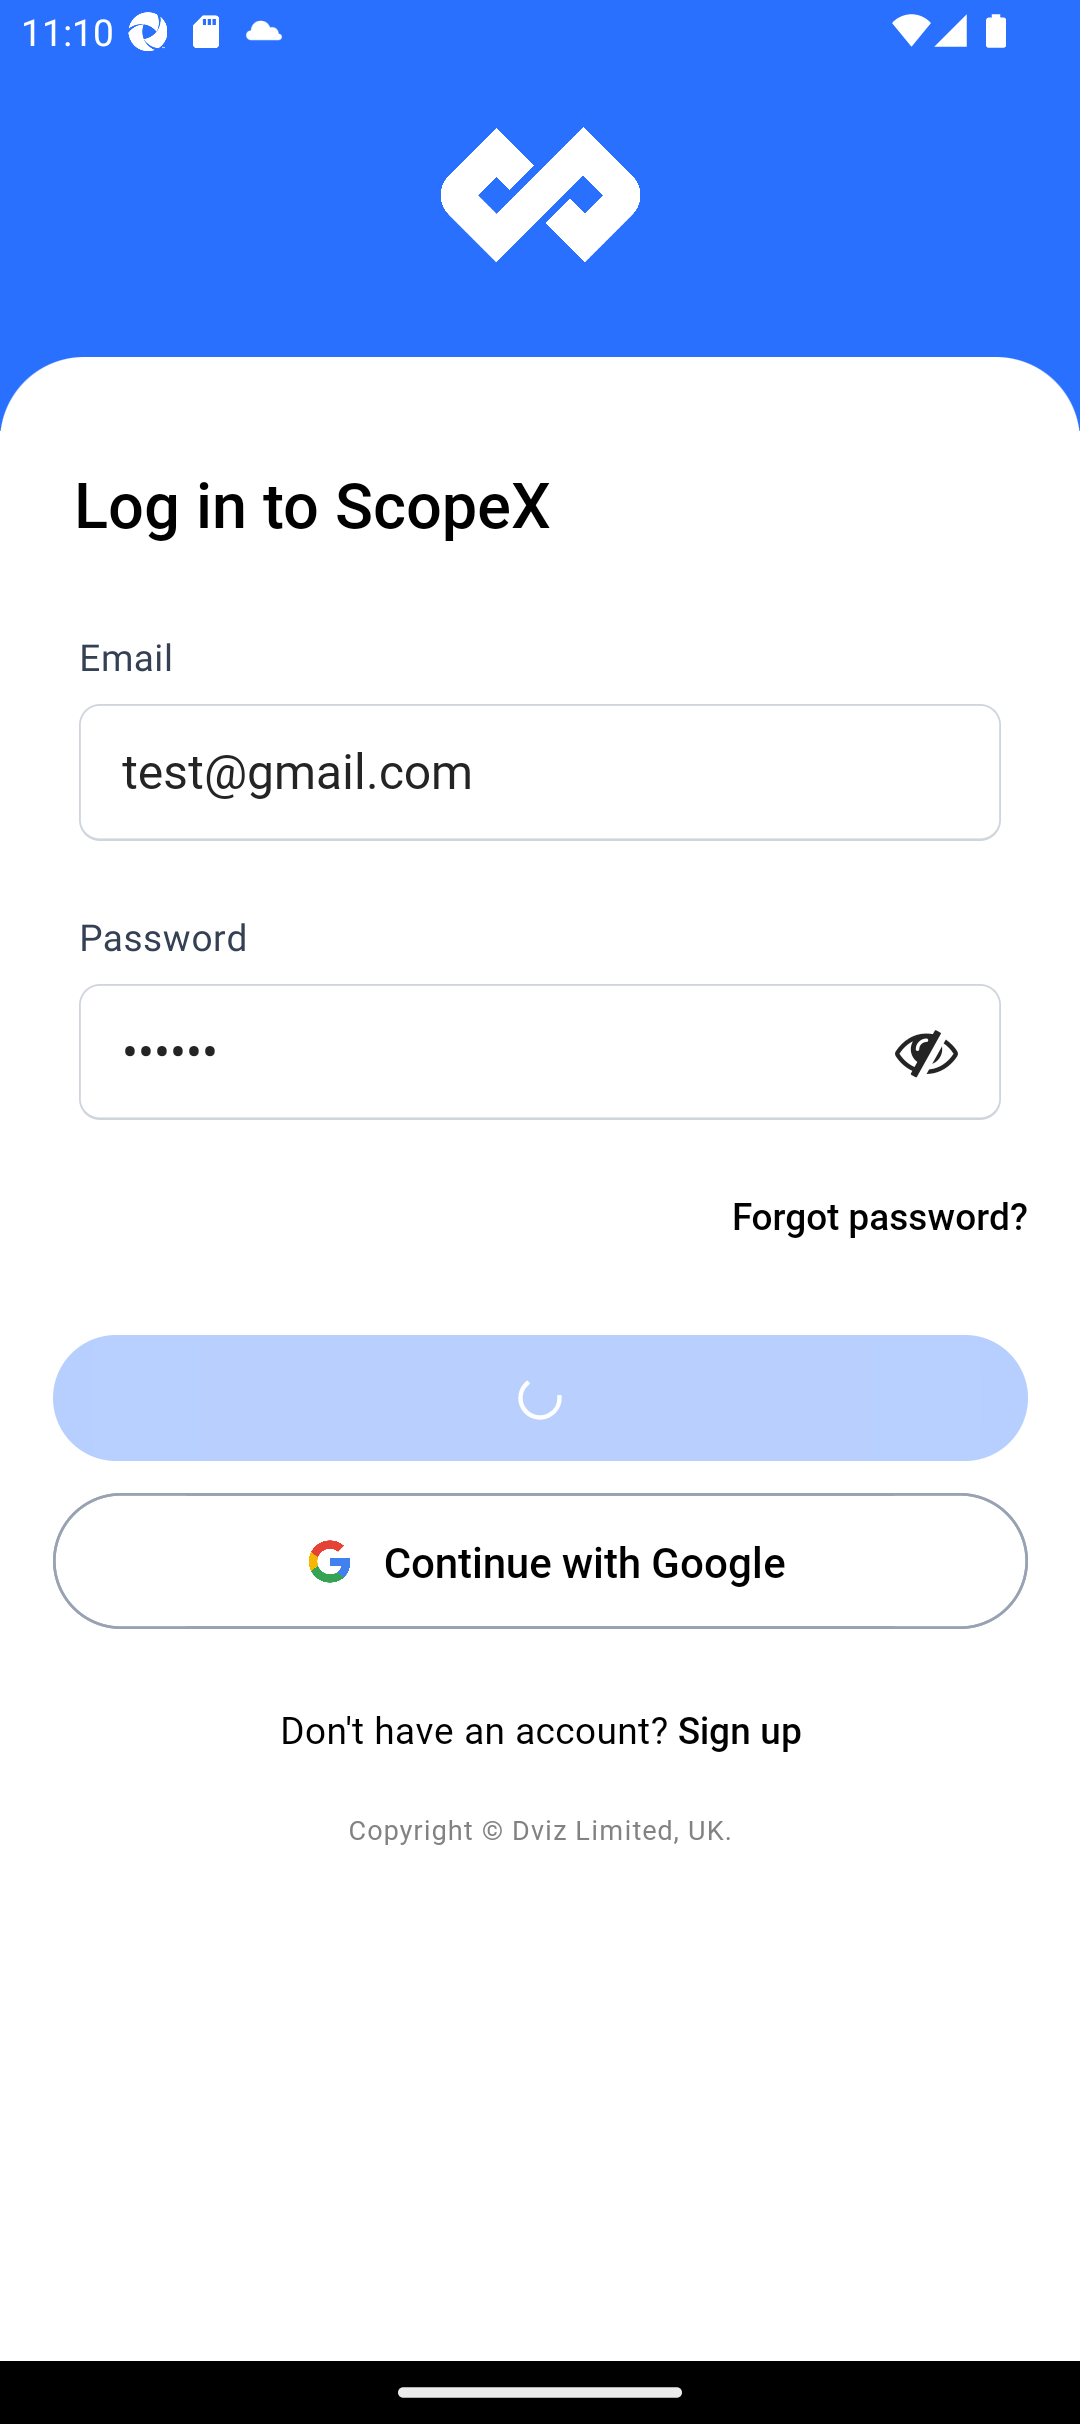 11:10
Log in to ScopeX
Email
test@gmail.com
Password
••••••
Forgot password?
Continue with Google
Don't have an account? Sign up
Copyright © Dviz Limited, UK.